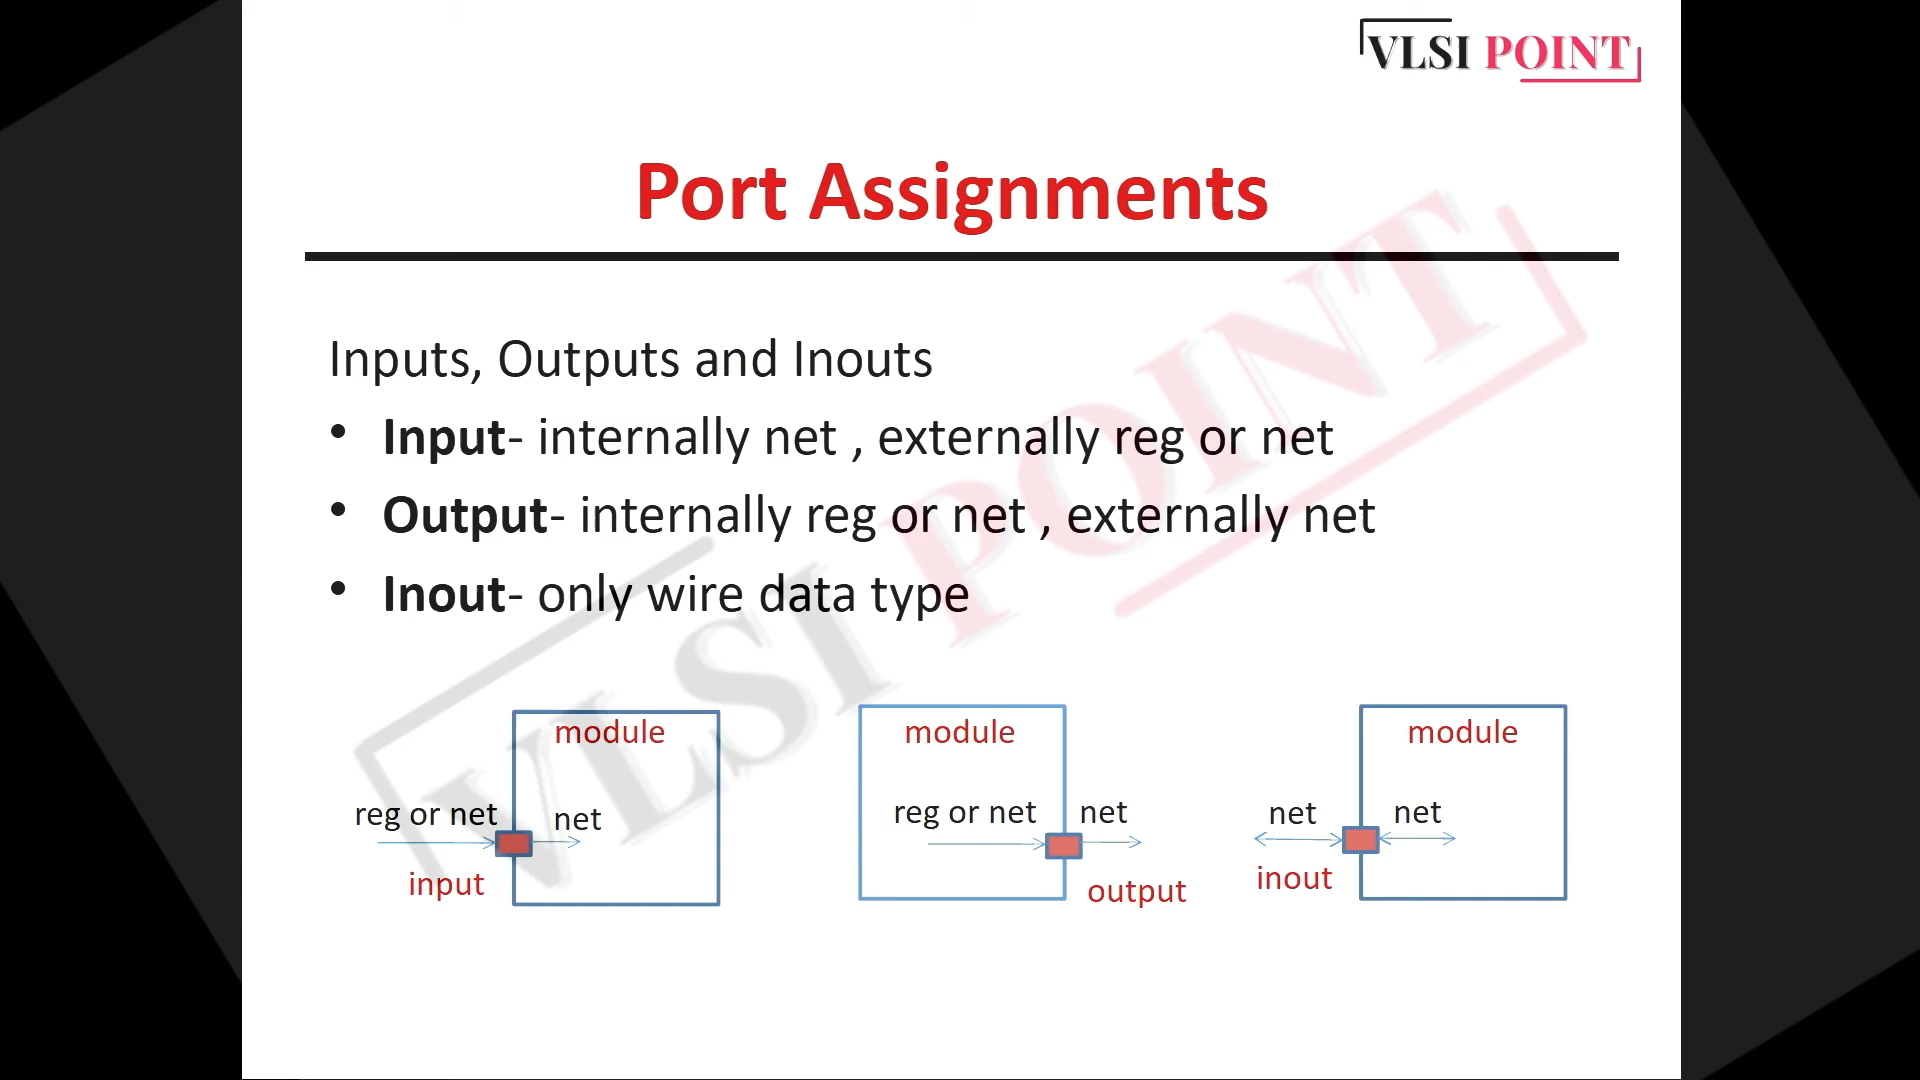 VLSI POINT
Port Assignments
Inputs, Outputs and Inouts
• Input- internally net , externally reg or net
• Output- internally reg or net , externally net
• Inout- only wire data type
VLSI POINT
module
reg or net
net
input
module
reg or net
net
output
module
net
net
inout